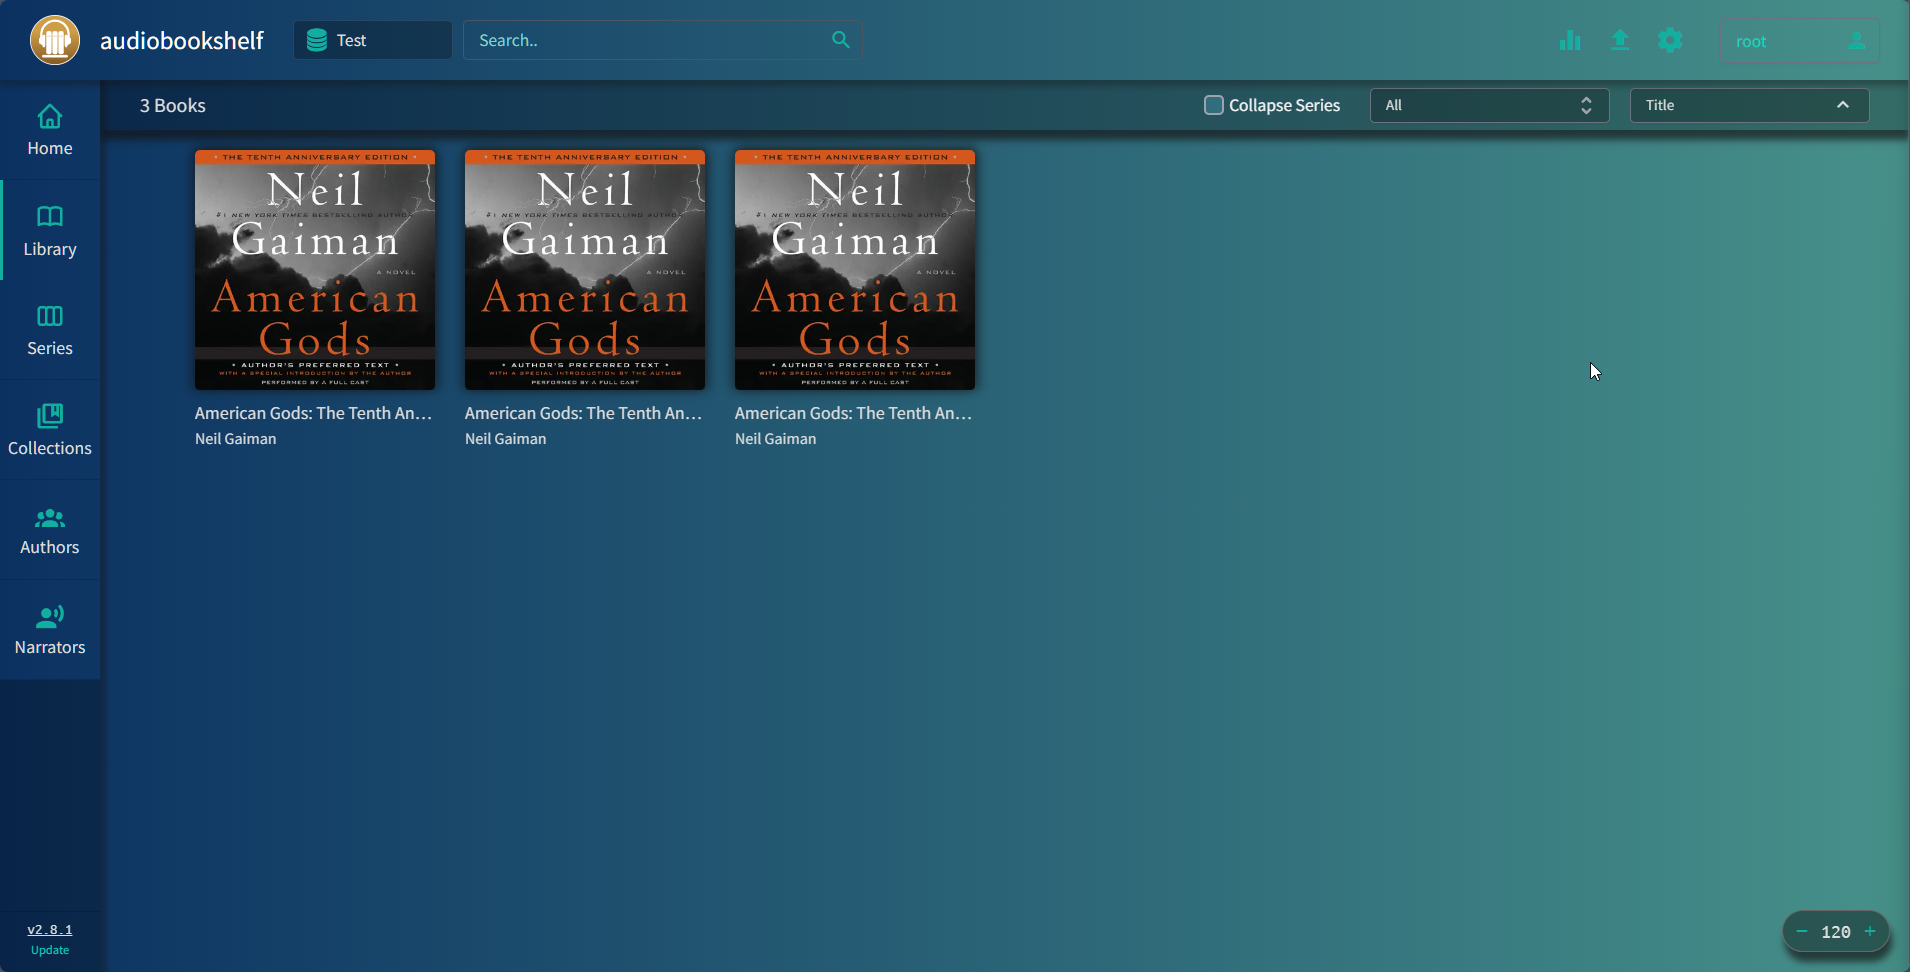 audiobookshelf
Test
Search..
root
3 Books
Collapse Series
All
Title
Home
Library
Series
Collections
Authors
Narrators
THE TENTH ANNIVERSARY EDITION
Neil
#1 NEW YORK TIMES BESTSELLING AUTHOR
Gaiman
A NOVEL
American
Gods
• AUTHOR'S PREFERRED TEXT •
WITH A SPECIAL INTRODUCTION BY THE AUTHOR
PERFORMED BY A FULL CAST
American Gods: The Tenth An...
Neil Gaiman
THE TENTH ANNIVERSARY EDITION
Neil
#1 NEW YORK TIMES BESTSELLING AUTHOR
Gaiman
A NOVEL
American
Gods
• AUTHOR'S PREFERRED TEXT •
WITH A SPECIAL INTRODUCTION BY THE AUTHOR
PERFORMED BY A FULL CAST
American Gods: The Tenth An...
Neil Gaiman
THE TENTH ANNIVERSARY EDITION
Neil
#1 NEW YORK TIMES BESTSELLING AUTHOR
Gaiman
A NOVEL
American
Gods
• AUTHOR'S PREFERRED TEXT •
WITH A SPECIAL INTRODUCTION BY THE AUTHOR
PERFORMED BY A FULL CAST
American Gods: The Tenth An...
Neil Gaiman
v2.8.1
Update
− 120 +